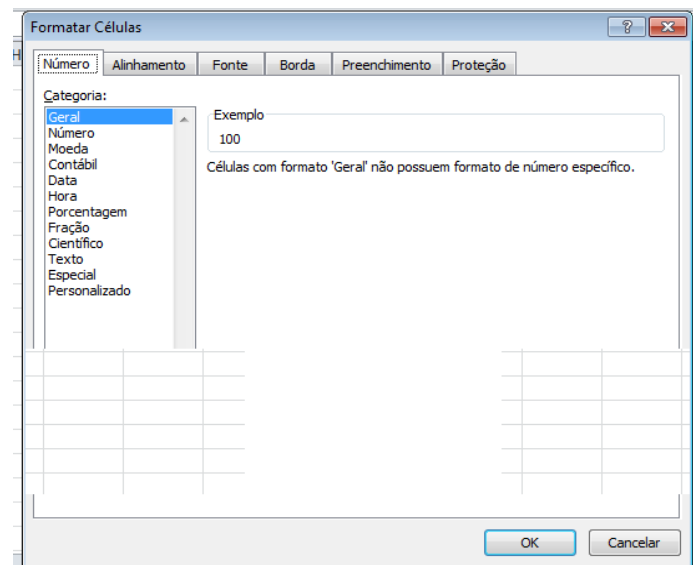 Formatar Células
H
Número Alinhamento Fonte Borda Preenchimento Proteção
Categoria:
Geral
Número
Moeda
Contábil
Data
Hora
Porcentagem
Fração
Científico
Texto
Especial
Personalizado
Exemplo
100
Células com formato 'Geral' não possuem formato de número específico.
OK Cancelar